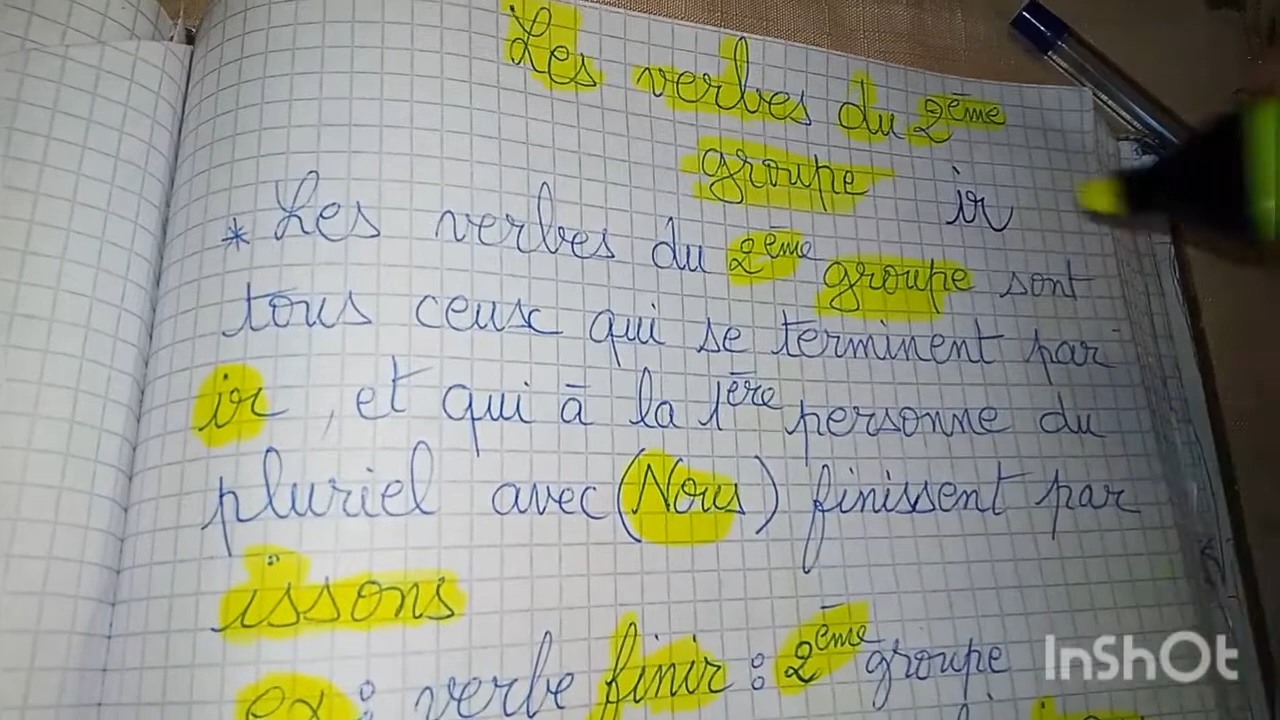 Les verbes du 2ème
groupe ir
* Les verbes du 2ème groupe sont
tous ceux qui se terminent par
ir, et qui à la 1ère personne du
pluriel avec (Nous) finissent par
issons
ex : verbe finir : 2ème groupe
InShOt